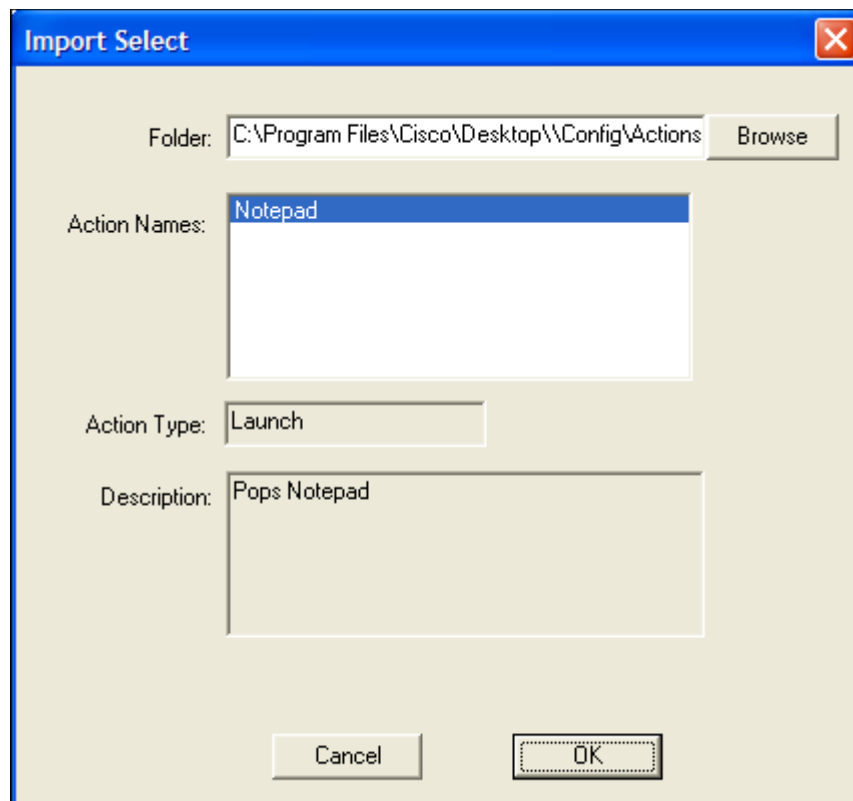 Import Select
Folder: C:\Program Files\Cisco\Desktop\\Config\Actions Browse
Action Names: Notepad
Action Type: Launch
Description: Pops Notepad
Cancel OK